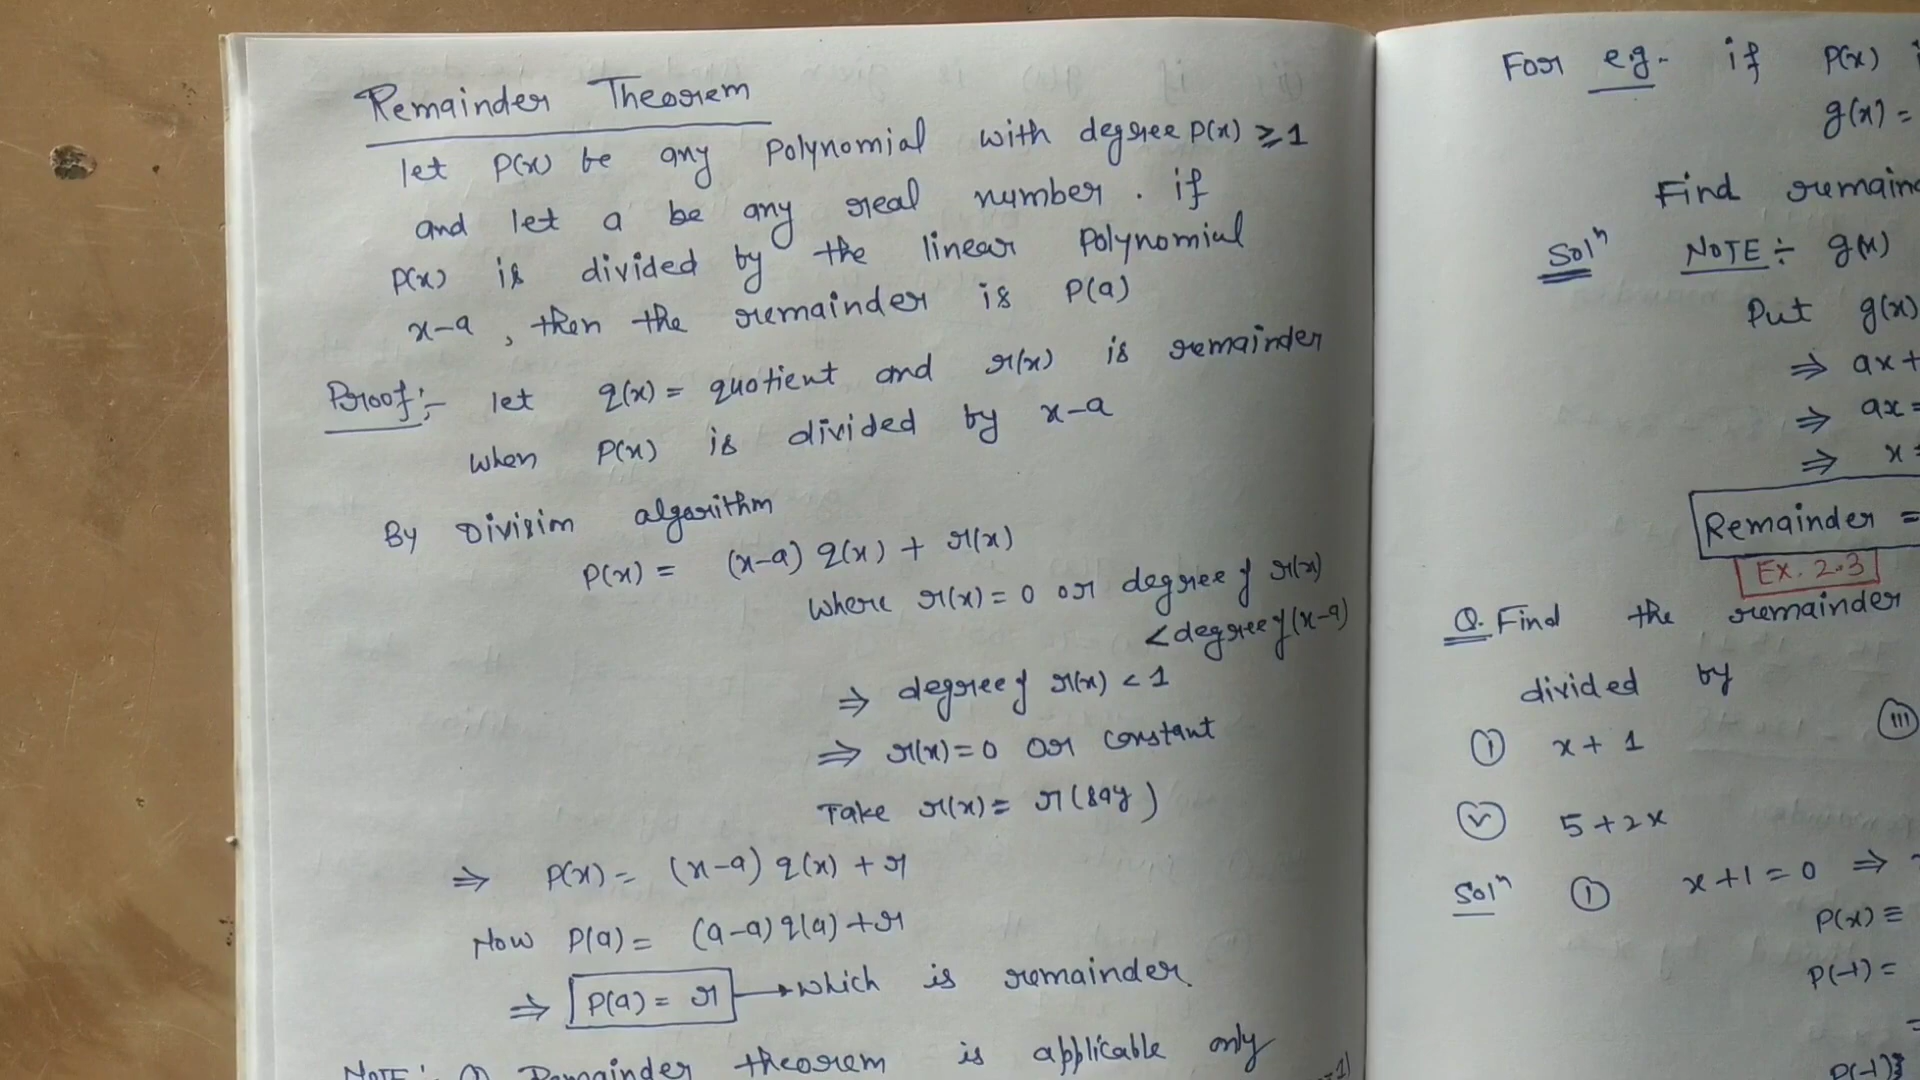 Remainder Theorem
let P(x) be any polynomial with degree P(x) ⩾ 1
and let a be any real number. if
P(x) is divided by the linear Polynomial
x-a, then the remainder is P(a)
Proof:- let q(x) = quotient and r(x) is remainder
when P(x) is divided by x-a
By Division algorithm
P(x) = (x-a) q(x) + r(x)
where r(x) = 0 or degree of r(x)
< degree of (x-a)
⇒ degree of r(x) < 1
⇒ r(x) = 0 or constant
Take r(x) = r (say)
⇒ P(x) = (x-a) q(x) + r
Now P(a) = (a-a) q(a) + r
⇒ P(a) = r → which is remainder.
NOTE: Remainder theorem is applicable only
For eg- if P(x)
g(x) =
Find
Solⁿ NOTE ÷ g(x)
Put g(x)
⇒ ax +
⇒ ax =
⇒ x =
Remainder =
Ex. 2.3
Q. Find the remainder
divided by
(i) x + 1 (iii)
(v) 5 + 2x
Solⁿ (i) x + 1 = 0 ⇒
P(x) ≡
P(-1) =
=
P(-1)